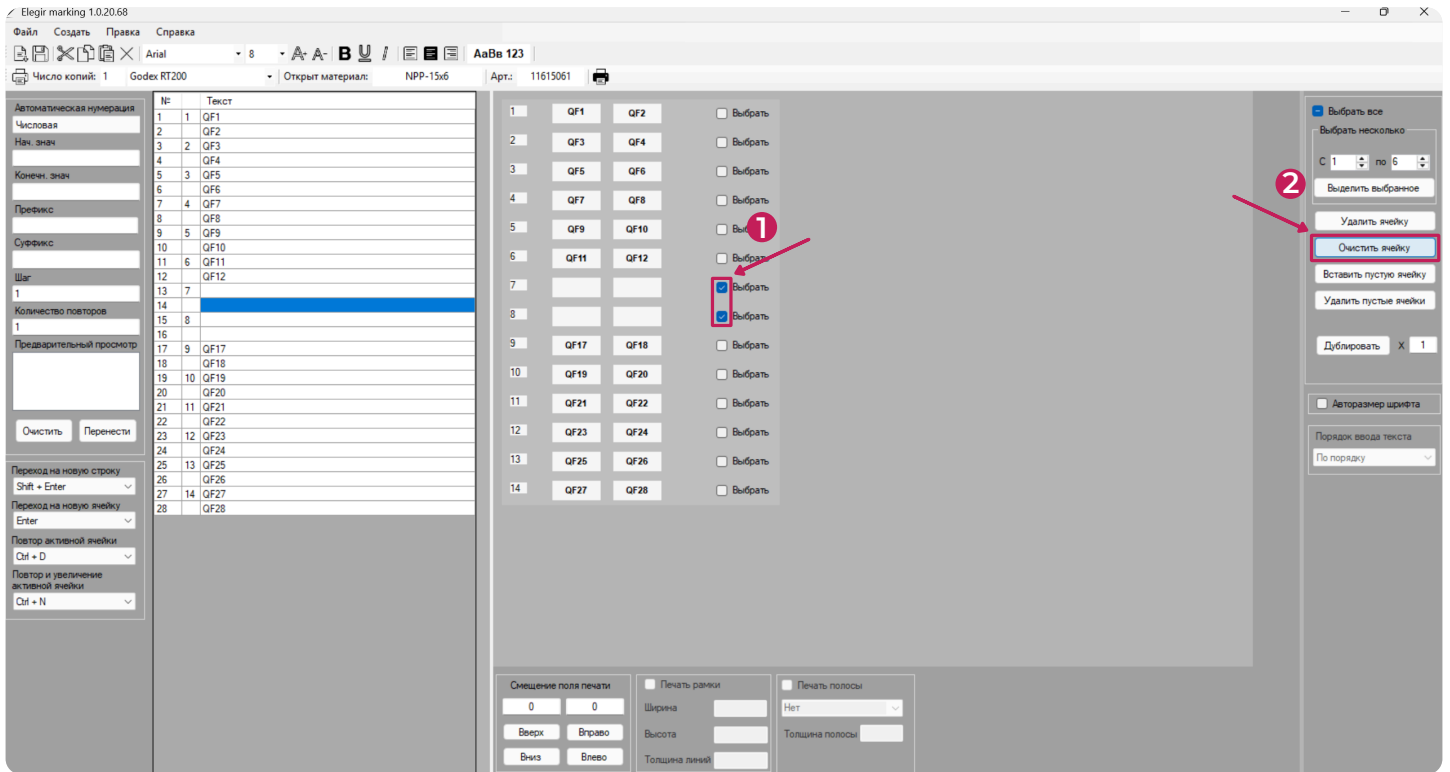 Elegir marking 1.0.20.68
Файл Создать Правка Справка
Arial 8 A+ A- B U I АаВв 123
Число копий: 1 Godex RT200 Открыт материал: NPP-15x6 Арт.: 11615061
Автоматическая нумерация
Числовая
Нач. знач
Конечн. знач
Префикс
Суффикс
Шаг
1
Количество повторов
1
Предварительный просмотр
Очистить Перенести
Переход на новую строку
Shift + Enter
Переход на новую ячейку
Enter
Повтор активной ячейки
Ctrl + D
Повтор и увеличение
активной ячейки
Ctrl + N
№ Текст
1 1 QF1
2 QF2
3 2 QF3
4 QF4
5 3 QF5
6 QF6
7 4 QF7
8 QF8
9 5 QF9
10 QF10
11 6 QF11
12 QF12
13 7
14
15 8
16
17 9 QF17
18 QF18
19 10 QF19
20 QF20
21 11 QF21
22 QF22
23 12 QF23
24 QF24
25 13 QF25
26 QF26
27 14 QF27
28 QF28
1 QF1 QF2 Выбрать
2 QF3 QF4 Выбрать
3 QF5 QF6 Выбрать
4 QF7 QF8 Выбрать
5 QF9 QF10 Вы
1
6 QF11 QF12 Выбрать
7 Выбрать
8 Выбрать
9 QF17 QF18 Выбрать
10 QF19 QF20 Выбрать
11 QF21 QF22 Выбрать
12 QF23 QF24 Выбрать
13 QF25 QF26 Выбрать
14 QF27 QF28 Выбрать
Смещение поля печати
0 0
Вверх Вправо
Вниз Влево
Печать рамки
Ширина
Высота
Толщина линий
Печать полосы
Нет
Толщина полосы
Выбрать все
Выбрать несколько
С 1 по 6
2
Выделить выбранное
Удалить ячейку
Очистить ячейку
Вставить пустую ячейку
Удалить пустые ячейки
Дублировать X 1
Авторазмер шрифта
Порядок ввода текста
По порядку